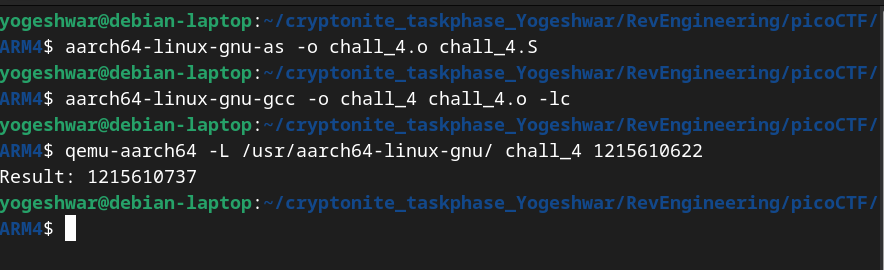 yogeshwar@debian-laptop:~/cryptonite_taskphase_Yogeshwar/RevEngineering/picoCTF/
ARM4$ aarch64-linux-gnu-as -o chall_4.o chall_4.S
yogeshwar@debian-laptop:~/cryptonite_taskphase_Yogeshwar/RevEngineering/picoCTF/
ARM4$ aarch64-linux-gnu-gcc -o chall_4 chall_4.o -lc
yogeshwar@debian-laptop:~/cryptonite_taskphase_Yogeshwar/RevEngineering/picoCTF/
ARM4$ qemu-aarch64 -L /usr/aarch64-linux-gnu/ chall_4 1215610622
Result: 1215610737
yogeshwar@debian-laptop:~/cryptonite_taskphase_Yogeshwar/RevEngineering/picoCTF/
ARM4$